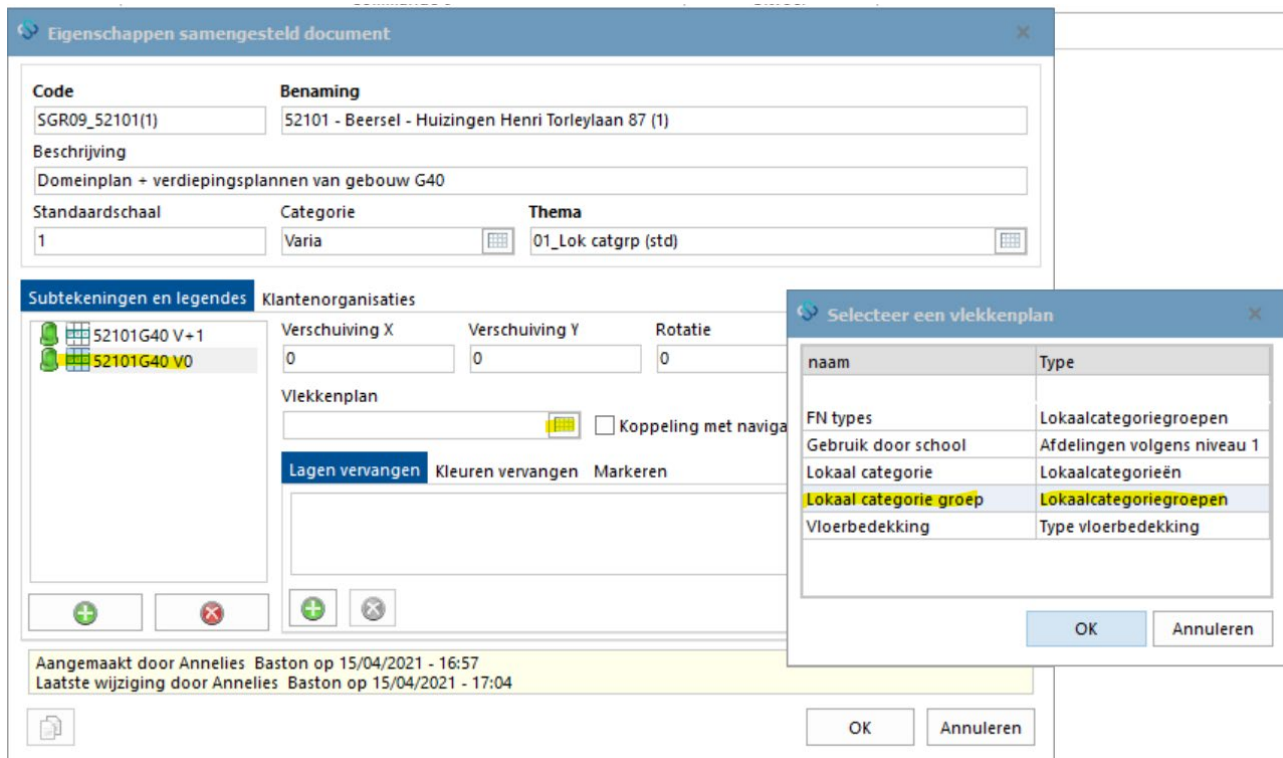 Eigenschappen samengesteld document
Code Benaming
SGR09_52101(1) 52101 - Beersel - Huizingen Henri Torleylaan 87 (1)
Beschrijving
Domeinplan + verdiepingsplannen van gebouw G40
Standaardschaal Categorie Thema
1 Varia 01_Lok catgrp (std)
Subtekeningen en legendes Klantenorganisaties
52101G40 V+1
52101G40 V0
Verschuiving X Verschuiving Y Rotatie
0 0 0
Vlekkenplan
Koppeling met naviga
Lagen vervangen Kleuren vervangen Markeren
Aangemaakt door Annelies Baston op 15/04/2021 - 16:57
Laatste wijziging door Annelies Baston op 15/04/2021 - 17:04
OK Annuleren
Selecteer een vlekkenplan
naam Type
FN types Lokaalcategoriegroepen
Gebruik door school Afdelingen volgens niveau 1
Lokaal categorie Lokaalcategorieën
Lokaal categorie groep Lokaalcategoriegroepen
Vloerbedekking Type vloerbedekking
OK Annuleren